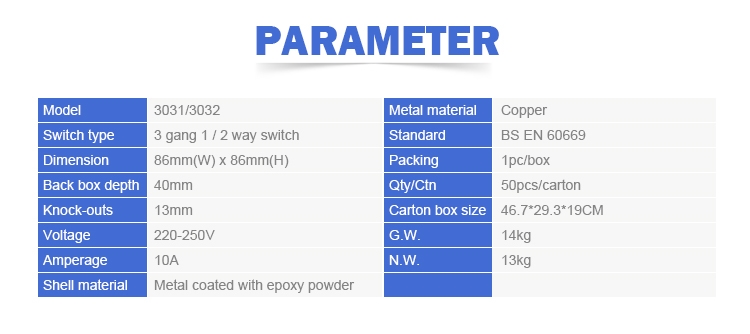 PARAMETER
Model 3031/3032 Metal material Copper
Switch type 3 gang 1 / 2 way switch Standard BS EN 60669
Dimension 86mm(W) x 86mm(H) Packing 1pc/box
Back box depth 40mm Qty/Ctn 50pcs/carton
Knock-outs 13mm Carton box size 46.7*29.3*19CM
Voltage 220-250V G.W. 14kg
Amperage 10A N.W. 13kg
Shell material Metal coated with epoxy powder